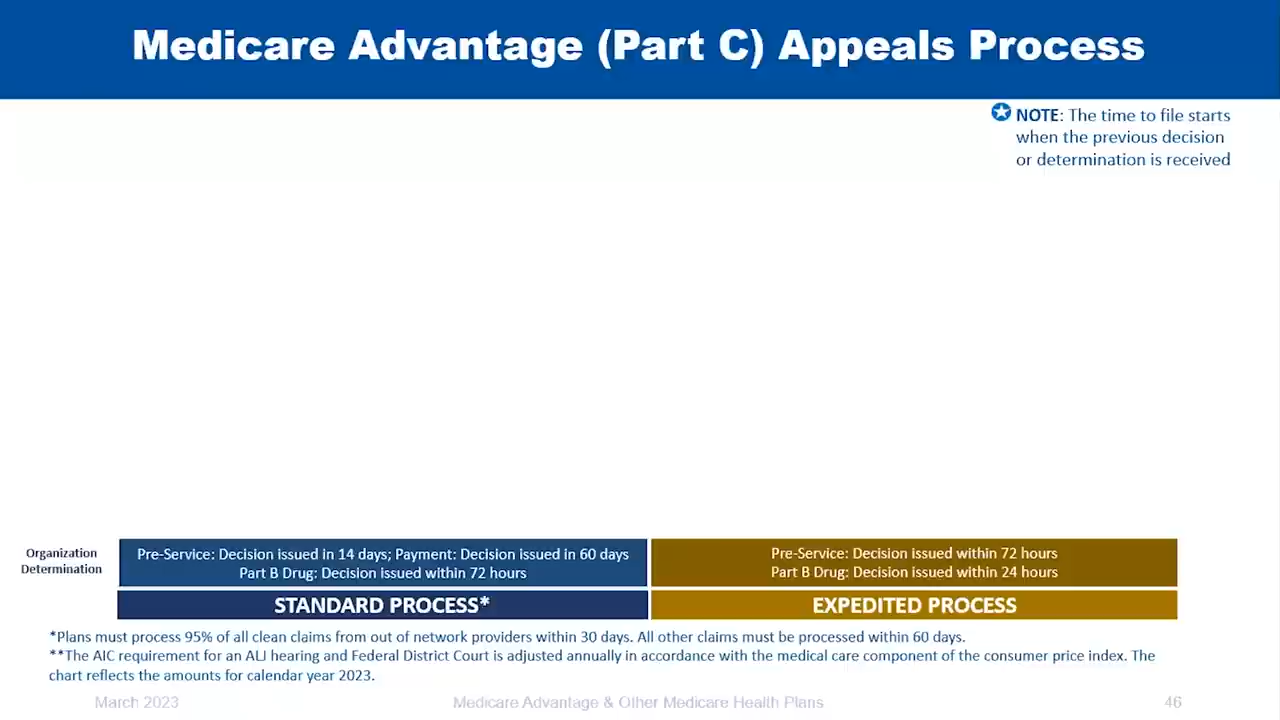 Medicare Advantage (Part C) Appeals Process
NOTE: The time to file starts
when the previous decision
or determination is received
Organization
Determination
Pre-Service: Decision issued in 14 days; Payment: Decision issued in 60 days
Part B Drug: Decision issued within 72 hours
Pre-Service: Decision issued within 72 hours
Part B Drug: Decision issued within 24 hours
STANDARD PROCESS*
EXPEDITED PROCESS
*Plans must process 95% of all clean claims from out of network providers within 30 days. All other claims must be processed within 60 days.
**The AIC requirement for an ALJ hearing and Federal District Court is adjusted annually in accordance with the medical care component of the consumer price index. The
chart reflects the amounts for calendar year 2023.
March 2023
Medicare Advantage & Other Medicare Health Plans
46